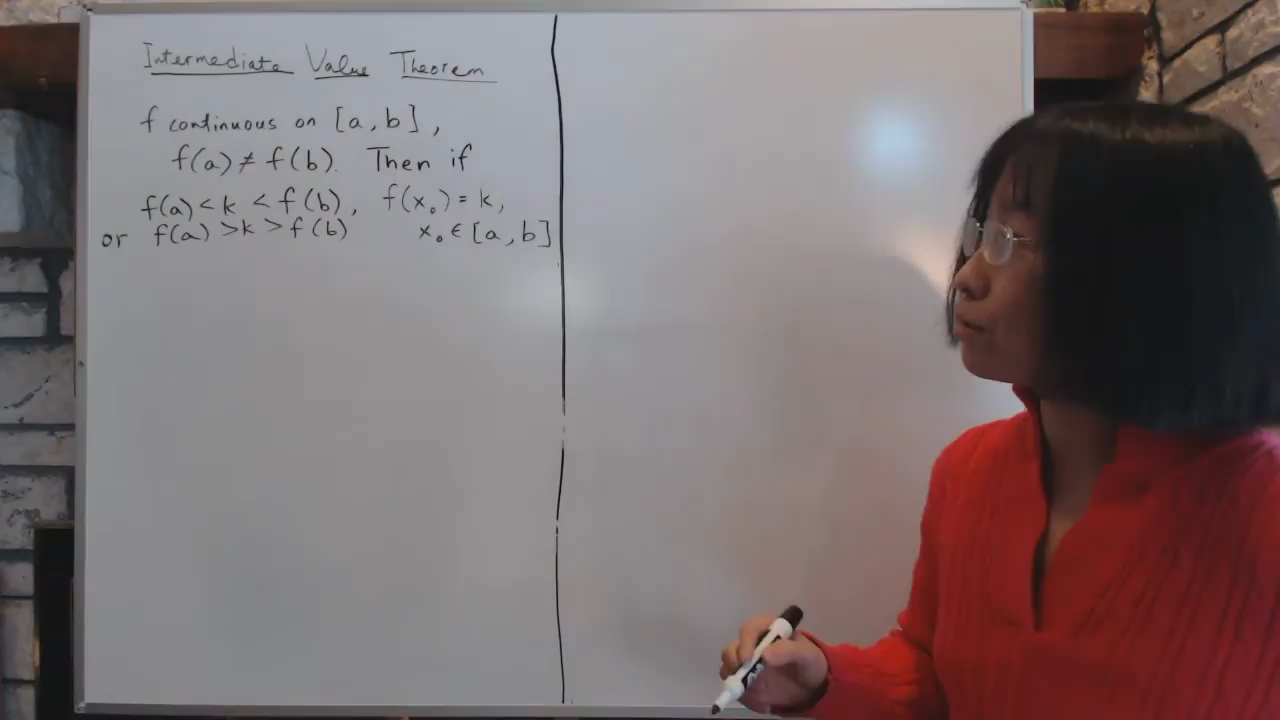 Intermediate Value Theorem
f continuous on [a, b],
f(a) ≠ f(b). Then if
f(a) < k < f(b), f(x₀) = k,
or f(a) > k > f(b) x₀ ∈ [a, b]